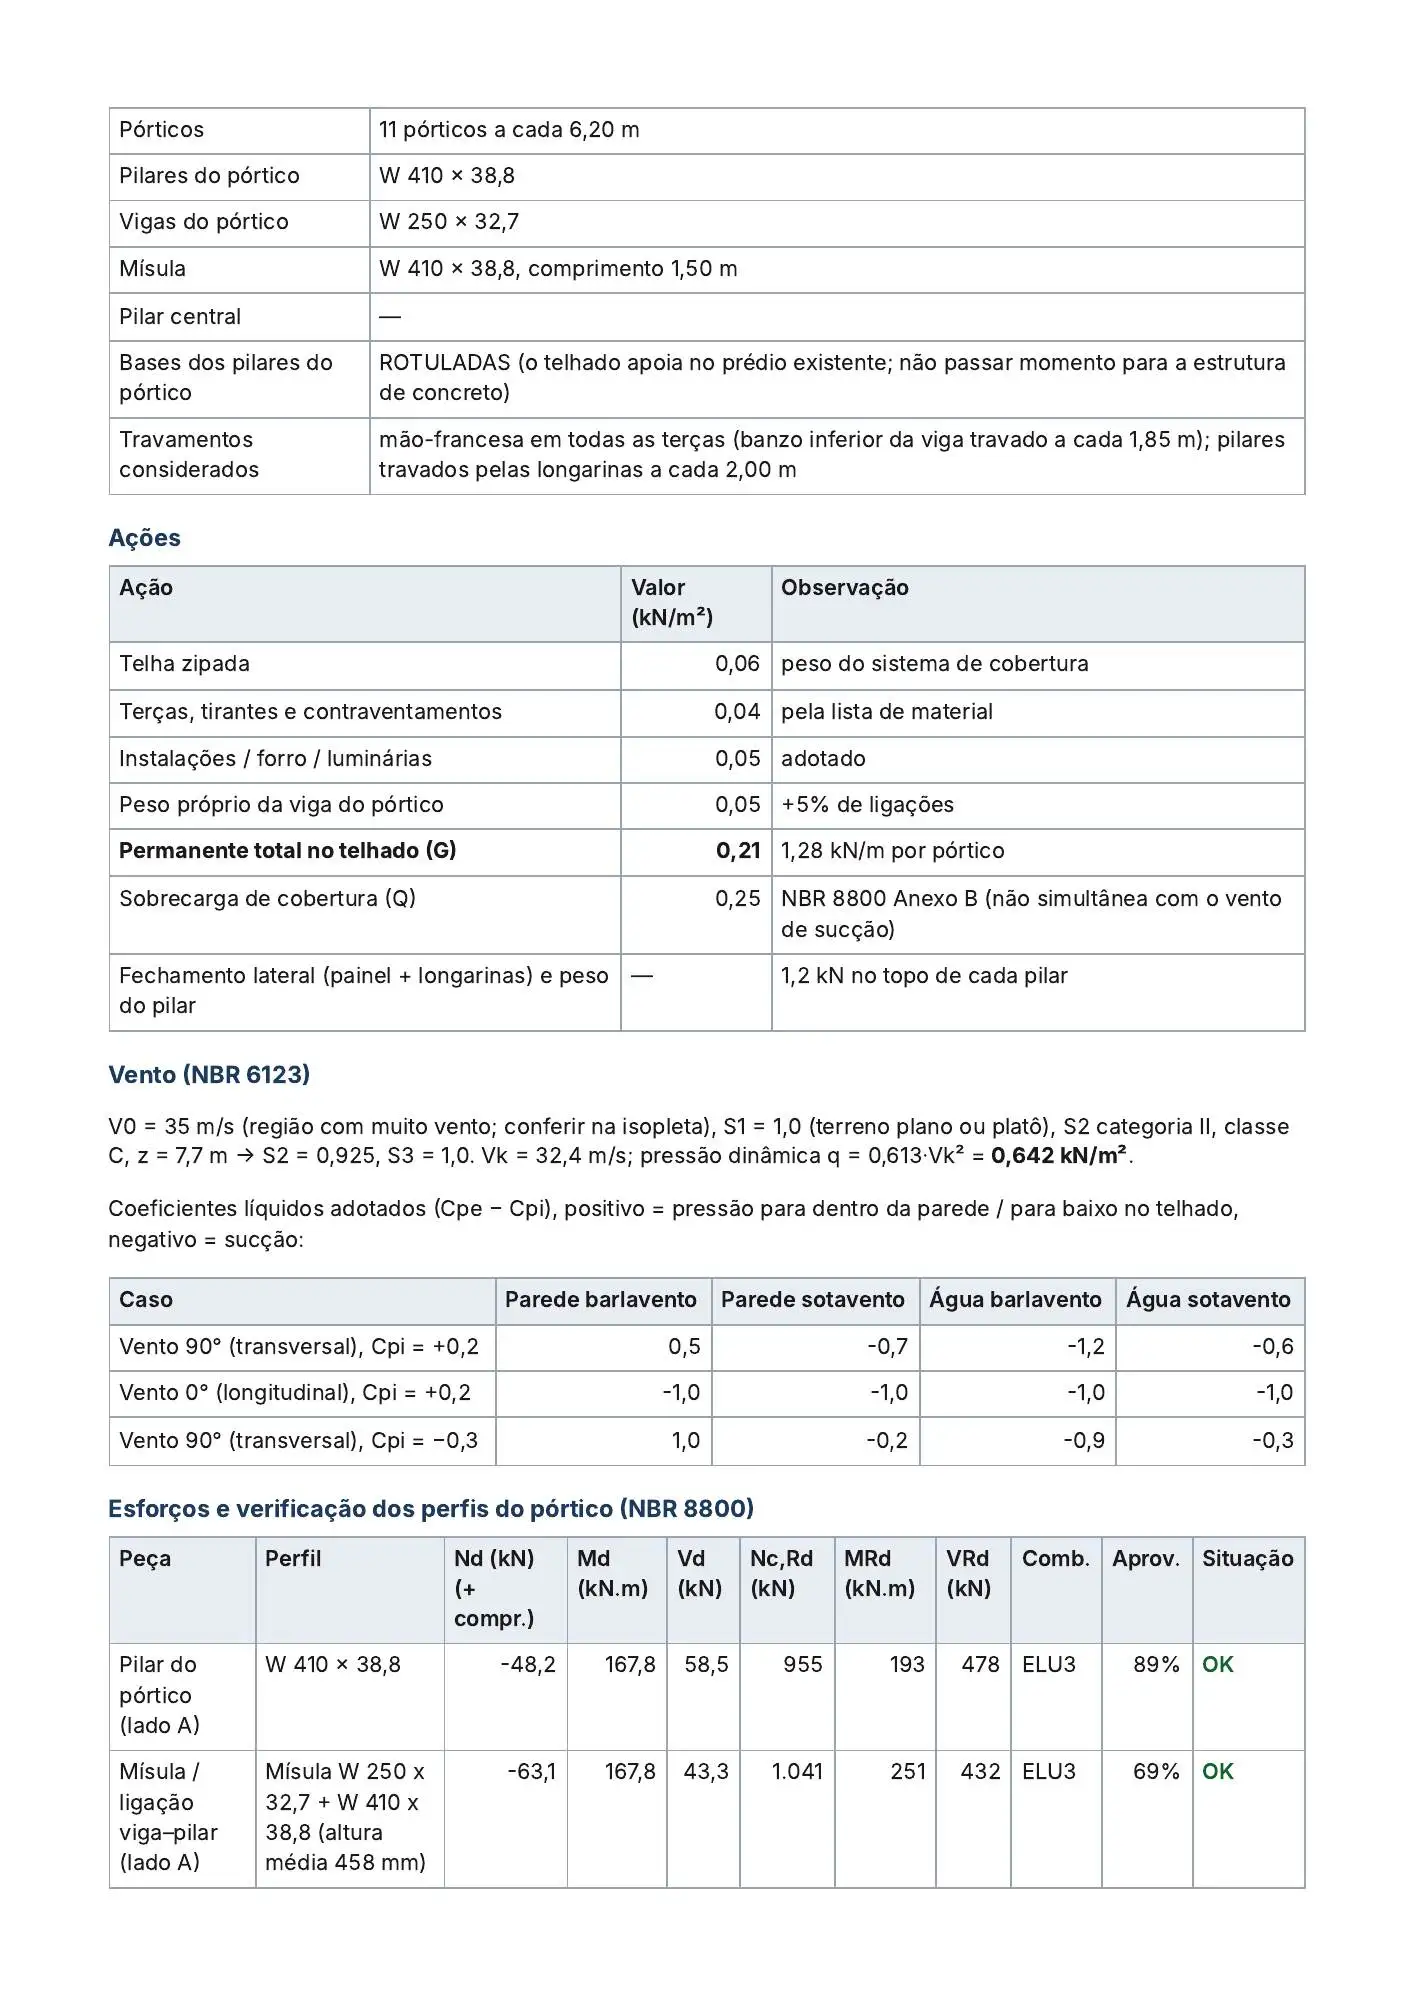 Pórticos
11 pórticos a cada 6,20 m
Pilares do pórtico
W 410 × 38,8
Vigas do pórtico
W 250 × 32,7
Mísula
W 410 × 38,8, comprimento 1,50 m
Pilar central
—
Bases dos pilares do
pórtico
ROTULADAS (o telhado apoia no prédio existente; não passar momento para a estrutura
de concreto)
Travamentos
considerados
mão-francesa em todas as terças (banzo inferior da viga travado a cada 1,85 m); pilares
travados pelas longarinas a cada 2,00 m
Ações
Ação
Valor
(kN/m²)
Observação
Telha zipada
0,06
peso do sistema de cobertura
Terças, tirantes e contraventamentos
0,04
pela lista de material
Instalações / forro / luminárias
0,05
adotado
Peso próprio da viga do pórtico
0,05
+5% de ligações
Permanente total no telhado (G)
0,21
1,28 kN/m por pórtico
Sobrecarga de cobertura (Q)
0,25
NBR 8800 Anexo B (não simultânea com o vento
de sucção)
Fechamento lateral (painel + longarinas) e peso
do pilar
—
1,2 kN no topo de cada pilar
Vento (NBR 6123)
V0 = 35 m/s (região com muito vento; conferir na isopleta), S1 = 1,0 (terreno plano ou platô), S2 categoria II, classe
C, z = 7,7 m → S2 = 0,925, S3 = 1,0. Vk = 32,4 m/s; pressão dinâmica q = 0,613·Vk² = 0,642 kN/m².
Coeficientes líquidos adotados (Cpe − Cpi), positivo = pressão para dentro da parede / para baixo no telhado,
negativo = sucção:
Caso
Parede barlavento
Parede sotavento
Água barlavento
Água sotavento
Vento 90° (transversal), Cpi = +0,2
0,5
-0,7
-1,2
-0,6
Vento 0° (longitudinal), Cpi = +0,2
-1,0
-1,0
-1,0
-1,0
Vento 90° (transversal), Cpi = −0,3
1,0
-0,2
-0,9
-0,3
Esforços e verificação dos perfis do pórtico (NBR 8800)
Peça
Perfil
Nd (kN)
(+
compr.)
Md
(kN.m)
Vd
(kN)
Nc,Rd
(kN)
MRd
(kN.m)
VRd
(kN)
Comb.
Aprov.
Situação
Pilar do
pórtico
(lado A)
W 410 × 38,8
-48,2
167,8
58,5
955
193
478
ELU3
89%
OK
Mísula /
ligação
viga–pilar
(lado A)
Mísula W 250 x
32,7 + W 410 x
38,8 (altura
média 458 mm)
-63,1
167,8
43,3
1.041
251
432
ELU3
69%
OK